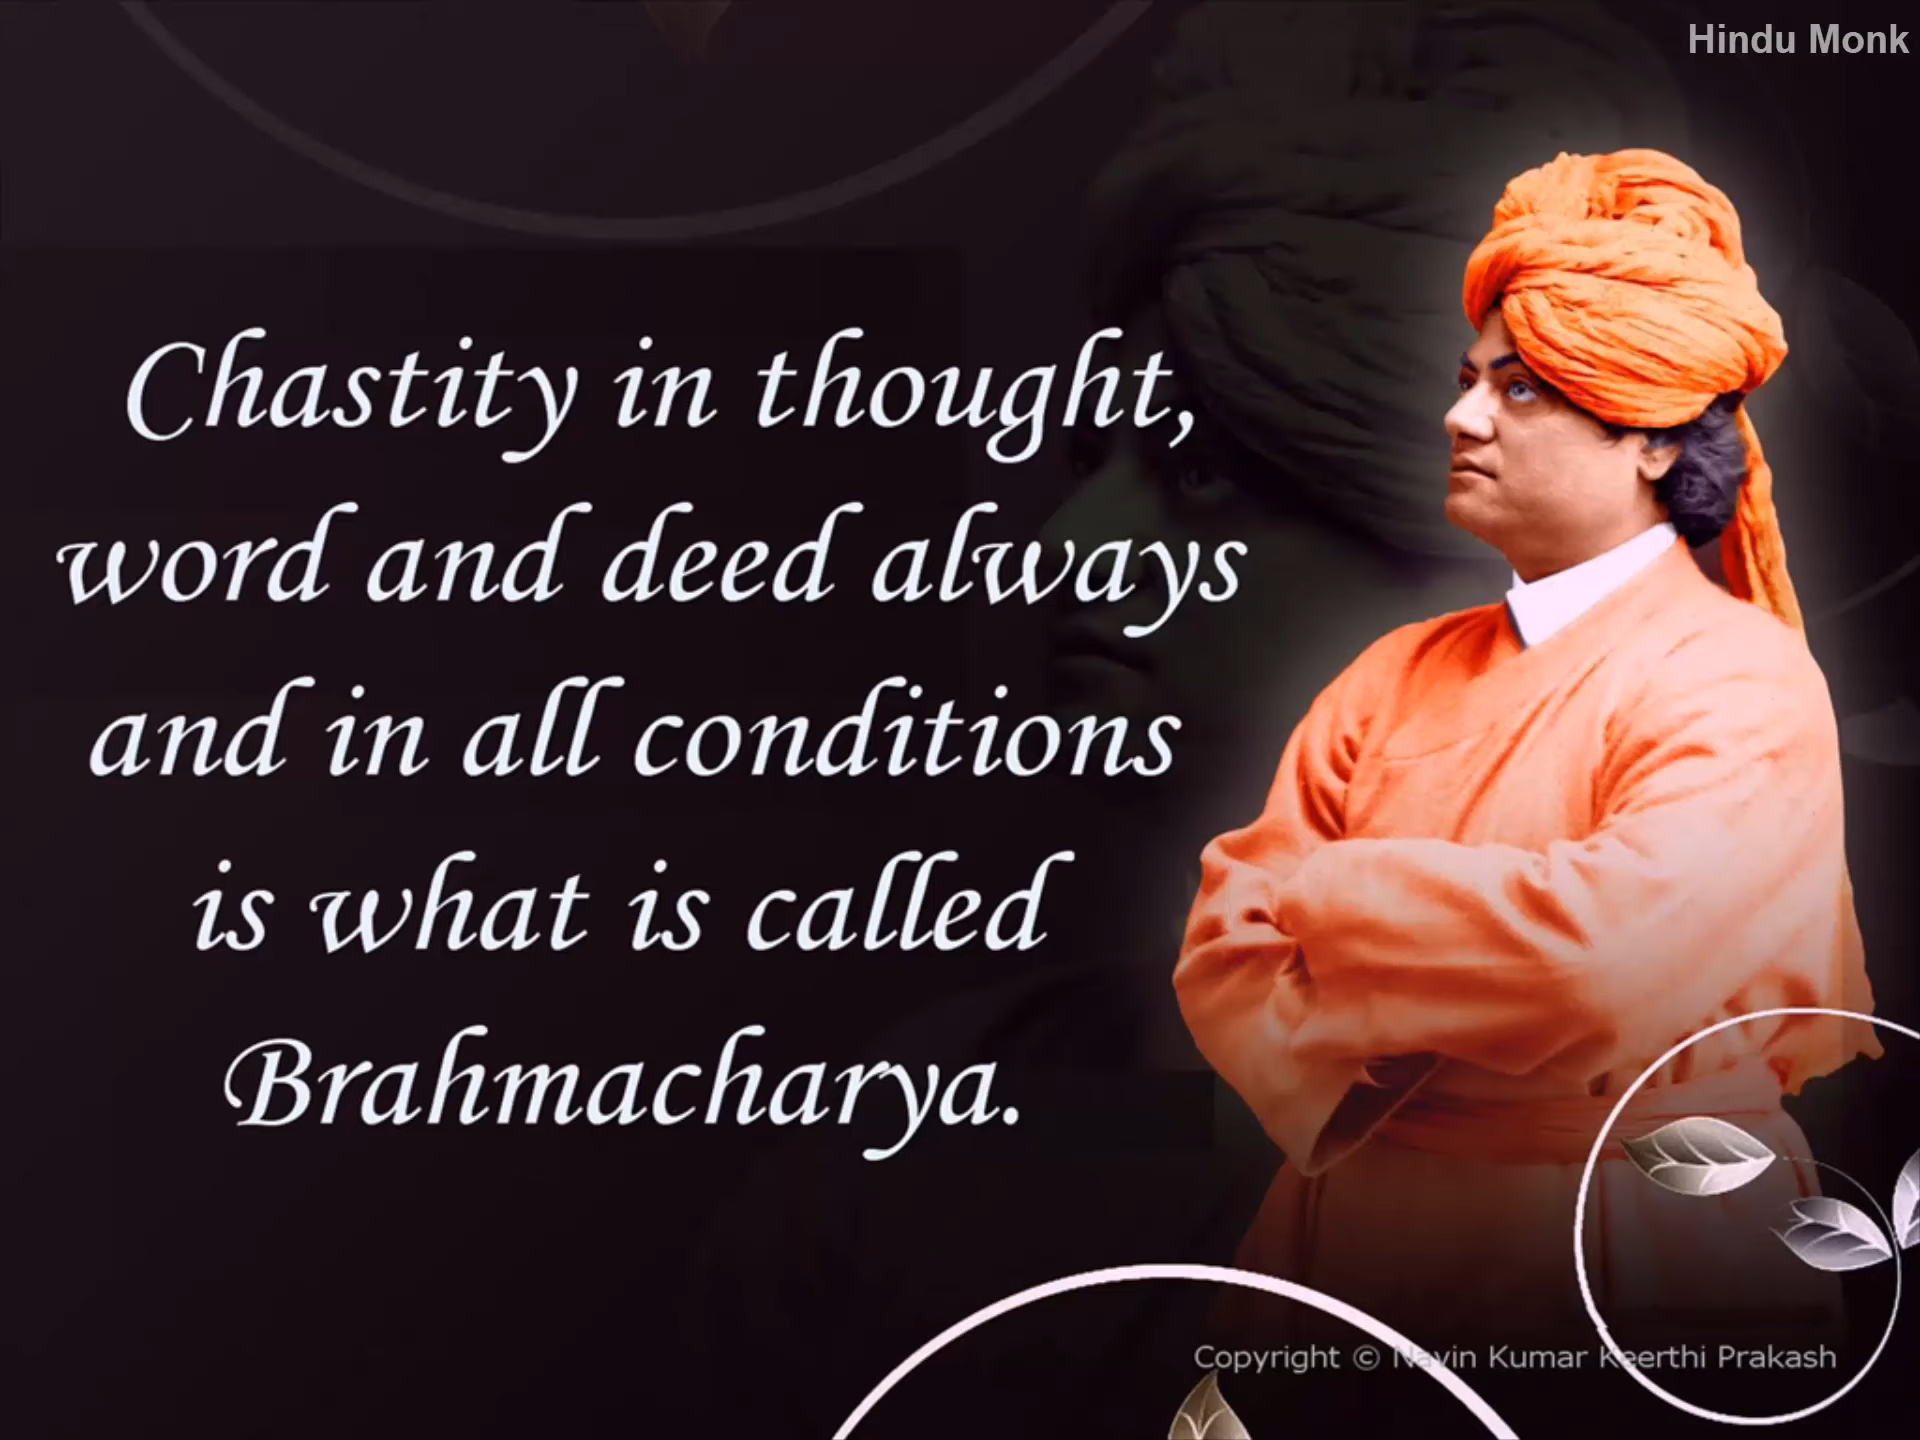 Hindu Monk
Chastity in thought,
word and deed always
and in all conditions
is what is called
Brahmacharya.
Copyright © Navin Kumar Keerthi Prakash